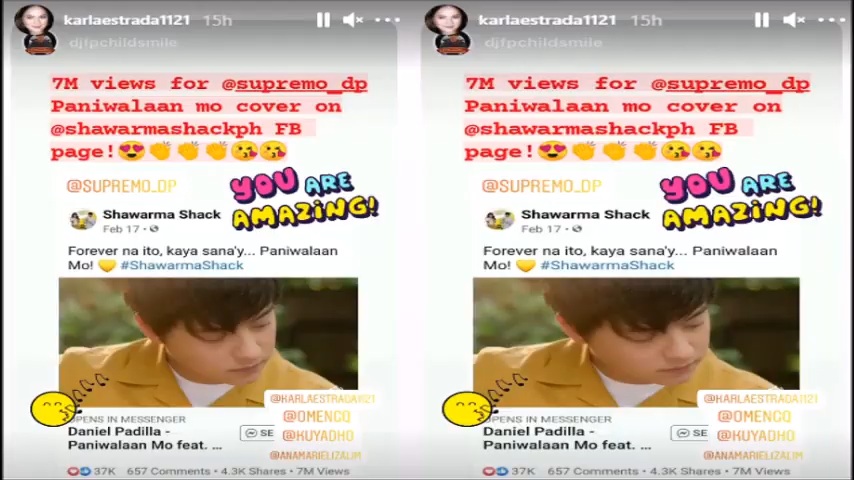 karlaestrada1121 15h
djfpchildsmile
7M views for @supremo_dp
Paniwalaan mo cover on
@shawarmashackph FB
page!😍👏👏👏😘😘
@SUPREMO_DP
YOU ARE
AMAZING!
Shawarma Shack
Feb 17 ·
Forever na ito, kaya sana'y... Paniwalaan
Mo! 💛 #ShawarmaShack
@KARLAESTRADA1121
@OMENCQ
@KUYADHO
@ANAMARIELIZALIM
OPENS IN MESSENGER
Daniel Padilla -
Paniwalaan Mo feat. ...
SE
37K 657 Comments · 4.3K Shares · 7M Views
karlaestrada1121 15h
djfpchildsmile
7M views for @supremo_dp
Paniwalaan mo cover on
@shawarmashackph FB
page!😍👏👏👏😘😘
@SUPREMO_DP
YOU ARE
AMAZING!
Shawarma Shack
Feb 17 ·
Forever na ito, kaya sana'y... Paniwalaan
Mo! 💛 #ShawarmaShack
@KARLAESTRADA1121
@OMENCQ
@KUYADHO
@ANAMARIELIZALIM
OPENS IN MESSENGER
Daniel Padilla -
Paniwalaan Mo feat. ...
SE
37K 657 Comments · 4.3K Shares · 7M Views